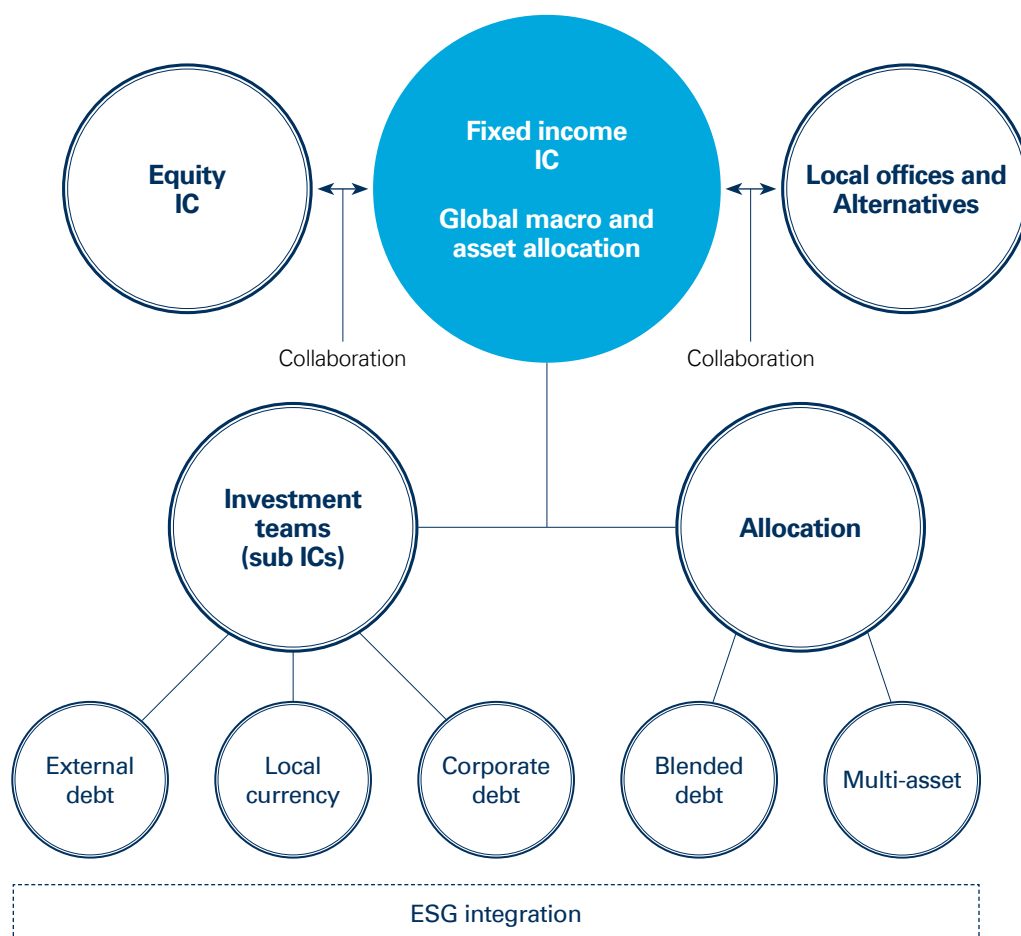 Equity
IC
Fixed income
IC
Global macro and
asset allocation
Local offices and
Alternatives
Collaboration
Collaboration
Investment
teams
(sub ICs)
Allocation
External
debt
Local
currency
Corporate
debt
Blended
debt
Multi-asset
ESG integration